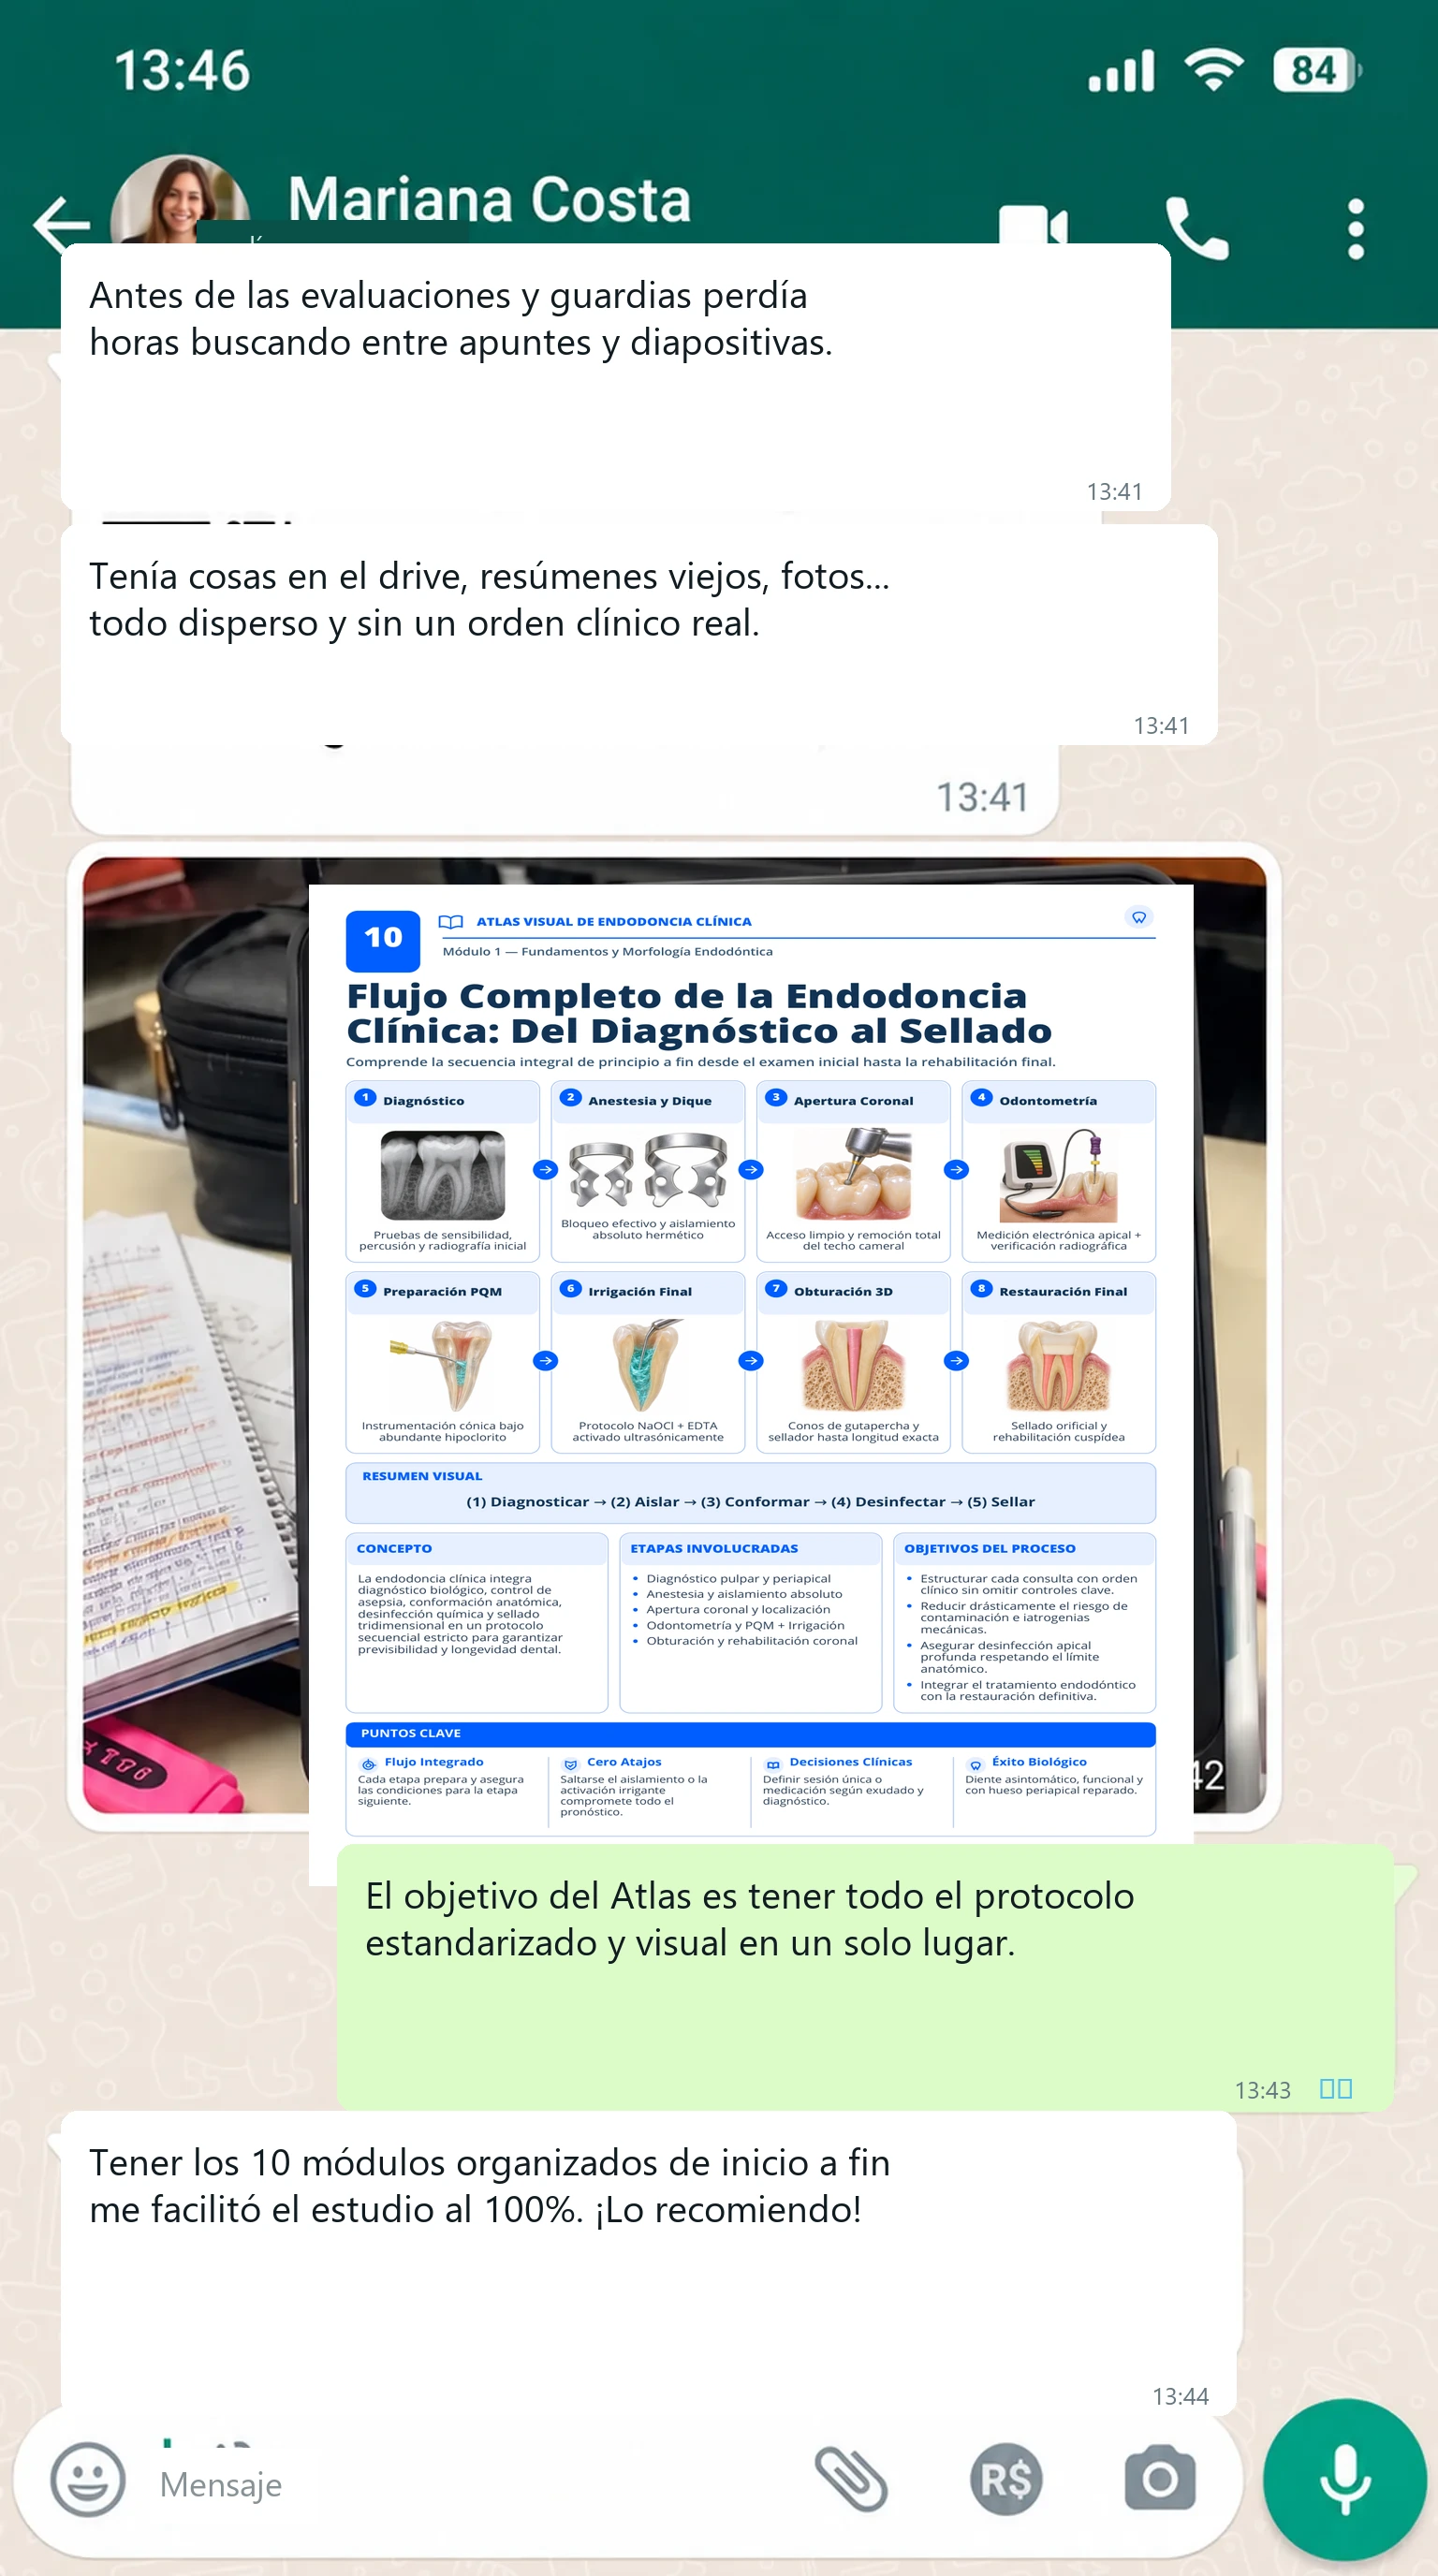 13:46
84
Mariana Costa
Antes de las evaluaciones y guardias perdía
horas buscando entre apuntes y diapositivas.
13:41
Tenía cosas en el drive, resúmenes viejos, fotos...
todo disperso y sin un orden clínico real.
13:41
13:41
10
ATLAS VISUAL DE ENDODONCIA CLÍNICA
Módulo 1 — Fundamentos y Morfología Endodóntica
Flujo Completo de la Endodoncia
Clínica: Del Diagnóstico al Sellado
Comprende la secuencia integral de principio a fin desde el examen inicial hasta la rehabilitación final.
1 Diagnóstico
Pruebas de sensibilidad,
percusión y radiografía inicial
2 Anestesia y Dique
Bloqueo efectivo y aislamiento
absoluto hermético
3 Apertura Coronal
Acceso limpio y remoción total
del techo cameral
4 Odontometría
Medición electrónica apical +
verificación radiográfica
5 Preparación PQM
Instrumentación cónica bajo
abundante hipoclorito
6 Irrigación Final
Protocolo NaOCl + EDTA
activado ultrasónicamente
7 Obturación 3D
Conos de gutapercha y
sellador hasta longitud exacta
8 Restauración Final
Sellado orificial y
rehabilitación cuspídea
RESUMEN VISUAL
(1) Diagnosticar → (2) Aislar → (3) Conformar → (4) Desinfectar → (5) Sellar
CONCEPTO
La endodoncia clínica integra
diagnóstico biológico, control de
asepsia, conformación anatómica,
desinfección química y sellado
tridimensional en un protocolo
secuencial estricto para garantizar
previsibilidad y longevidad dental.
ETAPAS INVOLUCRADAS
• Diagnóstico pulpar y periapical
• Anestesia y aislamiento absoluto
• Apertura coronal y localización
• Odontometría y PQM + Irrigación
• Obturación y rehabilitación coronal
OBJETIVOS DEL PROCESO
• Estructurar cada consulta con orden
clínico sin omitir controles clave.
• Reducir drásticamente el riesgo de
contaminación e iatrogenias
mecánicas.
• Asegurar desinfección apical
profunda respetando el límite
anatómico.
• Integrar el tratamiento endodóntico
con la restauración definitiva.
PUNTOS CLAVE
Flujo Integrado
Cada etapa prepara y asegura
las condiciones para la etapa
siguiente.
Cero Atajos
Saltarse el aislamiento o la
activación irrigante
compromete todo el
pronóstico.
Decisiones Clínicas
Definir sesión única o
medicación según exudado y
diagnóstico.
Éxito Biológico
Diente asintomático, funcional y
con hueso periapical reparado.
42
El objetivo del Atlas es tener todo el protocolo
estandarizado y visual en un solo lugar.
13:43
Tener los 10 módulos organizados de inicio a fin
me facilitó el estudio al 100%. ¡Lo recomiendo!
13:44
Mensaje
R$